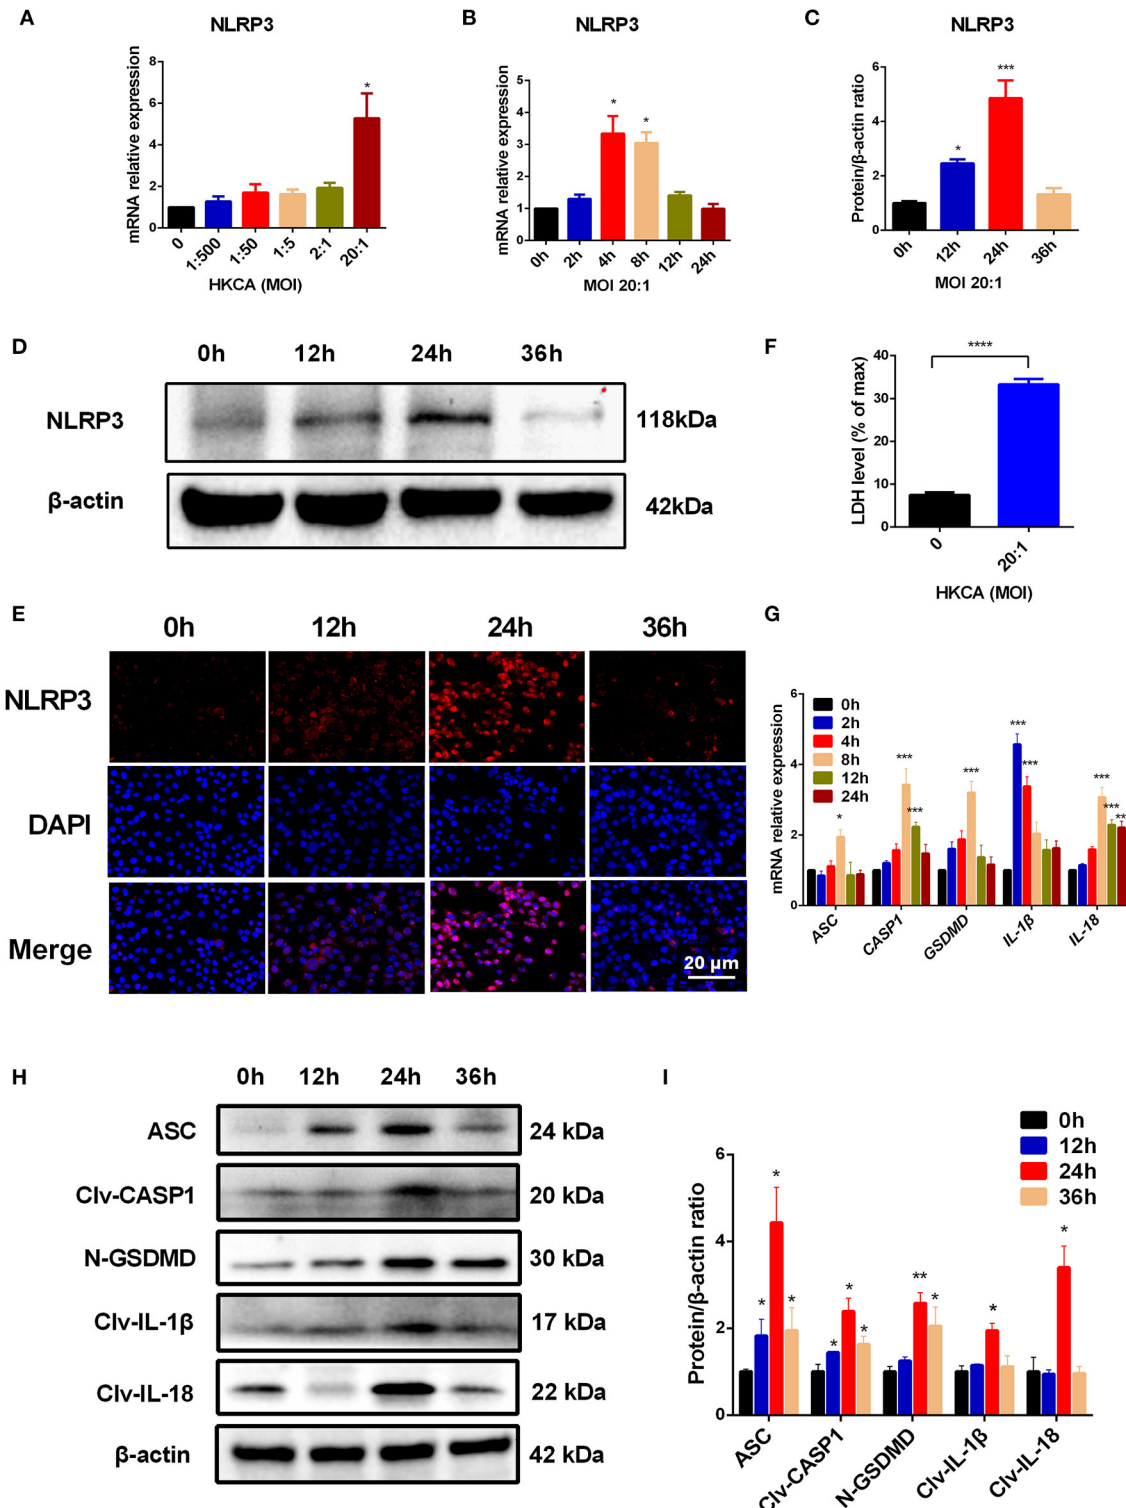 A
NLRP3
mRNA relative expression
8
6
4
2
0
*
0
1:500
1:50
1:5
2:1
20:1
HKCA (MOI)
B
NLRP3
mRNA relative expression
5
4
3
2
1
0
*
*
0h
2h
4h
8h
12h
24h
MOI 20:1
C
NLRP3
Protein/β-actin ratio
6
4
2
0
*
***
0h
12h
24h
36h
MOI 20:1
D
0h 12h 24h 36h
NLRP3
118kDa
β-actin
42kDa
F
LDH level (% of max)
40
30
20
10
0
****
0
20:1
HKCA (MOI)
E
0h 12h 24h 36h
NLRP3
DAPI
Merge
20 μm
G
mRNA relative expression
6
4
2
0
0h
2h
4h
8h
12h
24h
*
***
***
***
***
***
***
***
**
ASC
CASP1
GSDMD
IL-1β
IL-18
H
0h 12h 24h 36h
ASC 24 kDa
Clv-CASP1 20 kDa
N-GSDMD 30 kDa
Clv-IL-1β 17 kDa
Clv-IL-18 22 kDa
β-actin 42 kDa
I
Protein/β-actin ratio
6
4
2
0
0h
12h
24h
36h
*
*
*
*
*
*
**
*
*
*
ASC
Clv-CASP1
N-GSDMD
Clv-IL-1β
Clv-IL-18